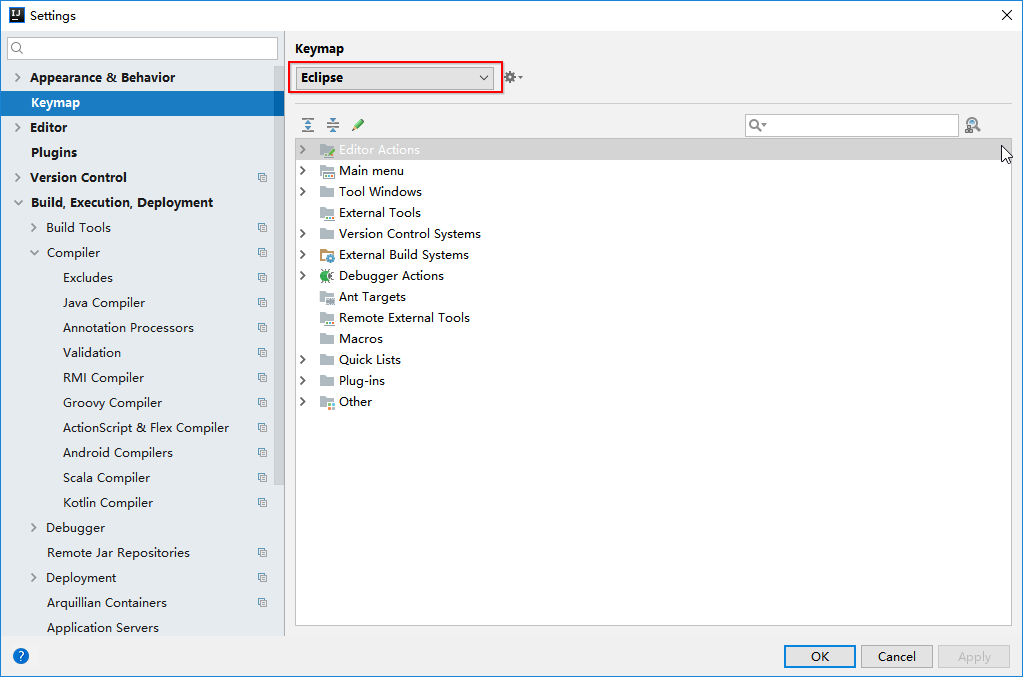 Settings
Appearance & Behavior
Keymap
Editor
Plugins
Version Control
Build, Execution, Deployment
Build Tools
Compiler
Excludes
Java Compiler
Annotation Processors
Validation
RMI Compiler
Groovy Compiler
ActionScript & Flex Compiler
Android Compilers
Scala Compiler
Kotlin Compiler
Debugger
Remote Jar Repositories
Deployment
Arquillian Containers
Application Servers
Keymap
Eclipse
Editor Actions
Main menu
Tool Windows
External Tools
Version Control Systems
External Build Systems
Debugger Actions
Ant Targets
Remote External Tools
Macros
Quick Lists
Plug-ins
Other
?
OK
Cancel
Apply